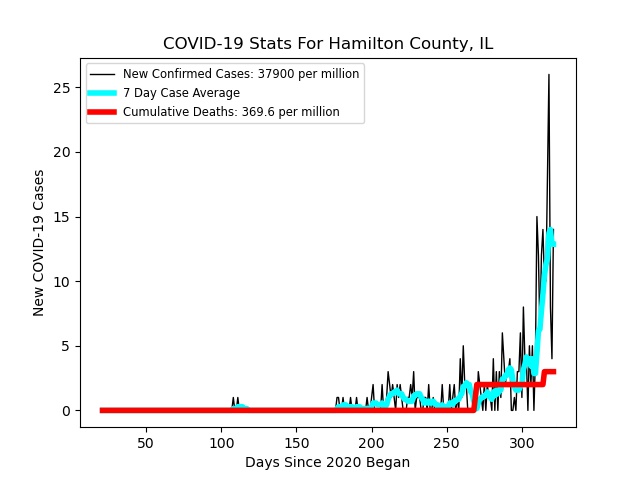 COVID-19 Stats For Hamilton County, IL
New Confirmed Cases: 37900 per million
7 Day Case Average
Cumulative Deaths: 369.6 per million
25
20
15
10
5
0
New COVID-19 Cases
50 100 150 200 250 300
Days Since 2020 Began